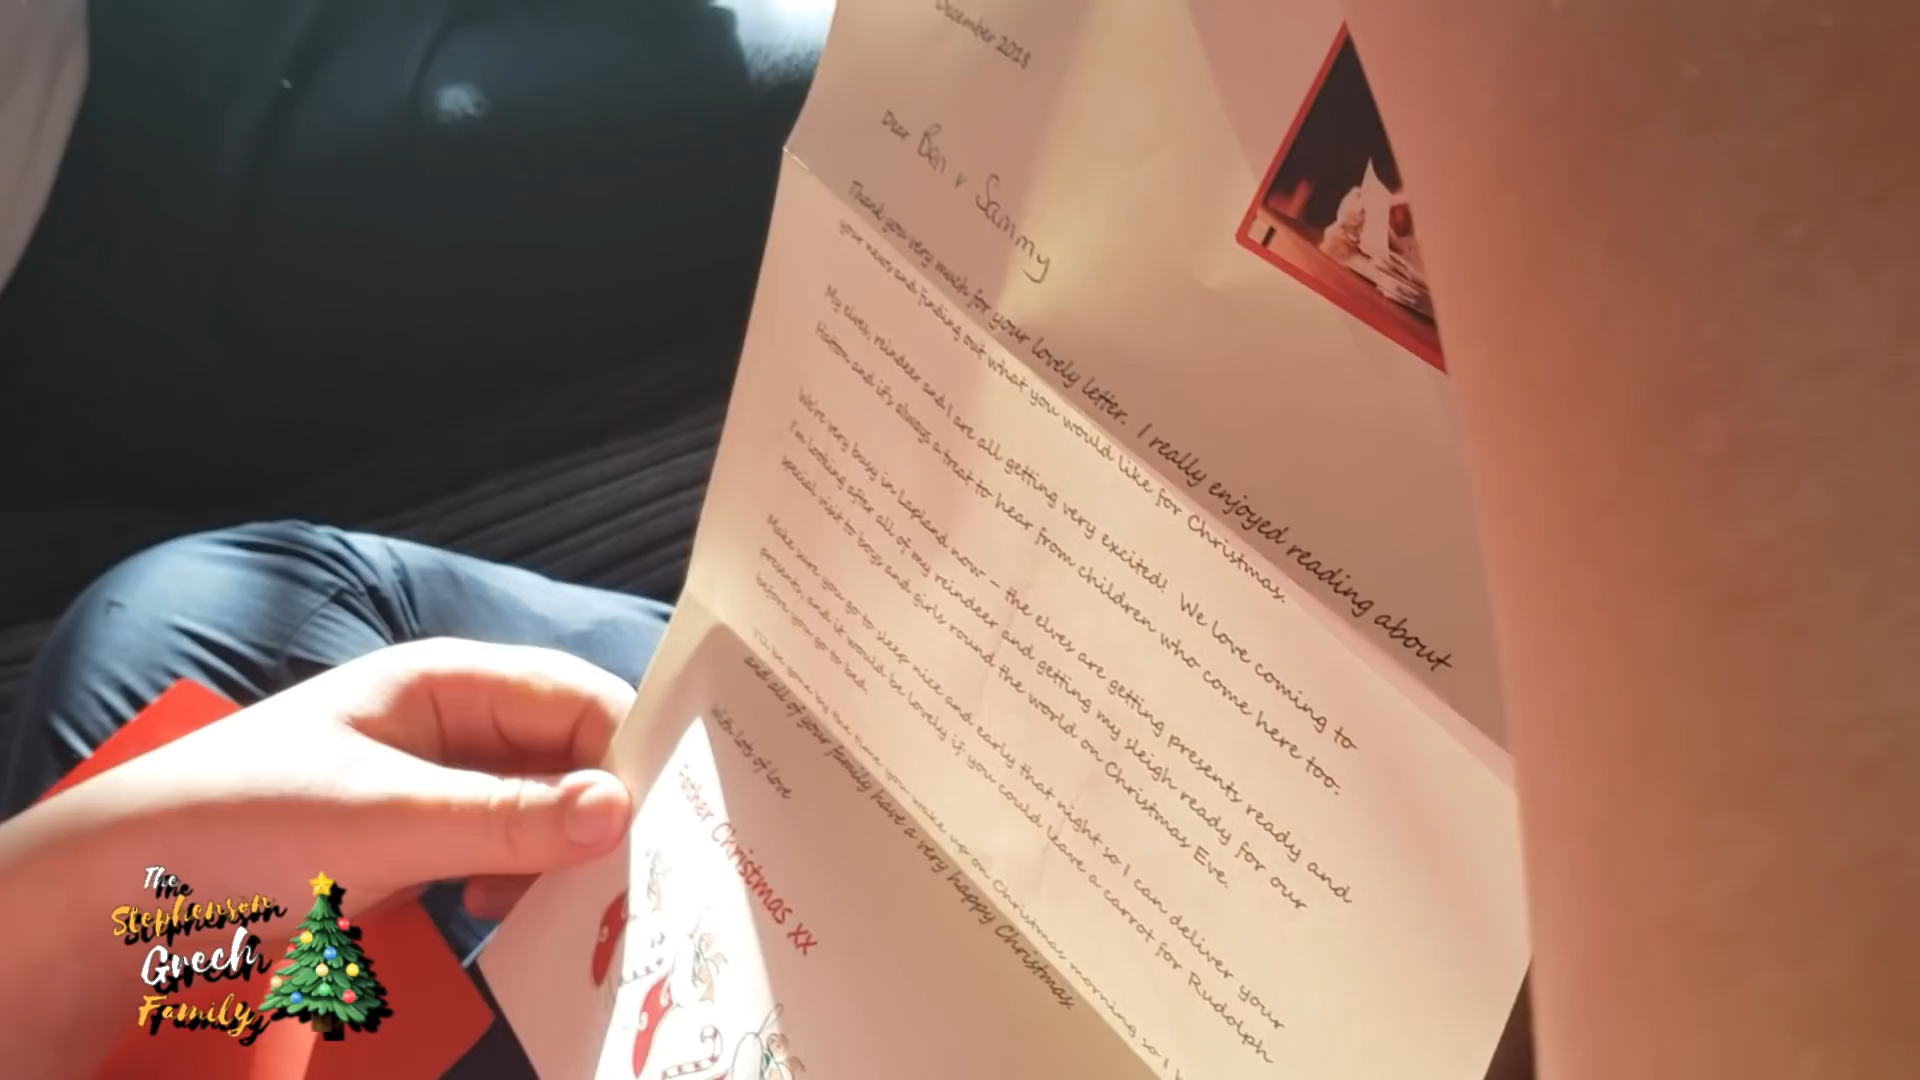 December 2018
Dear Ben & Sammy
Thank you very much for your lovely letter. I really enjoyed reading about
your news and finding out what you would like for Christmas.
My elves, reindeer and I are all getting very excited! We love coming to
Hatton and it's always a treat to hear from children who come here too.
We're very busy in Lapland now – the elves are getting presents ready and
I'm looking after all of my reindeer and getting my sleigh ready for our
special visit to boys and girls round the world on Christmas Eve.
Make sure you go to sleep nice and early that night so I can deliver your
presents, and it would be lovely if you could leave a carrot for Rudolph
before you go to bed.
I'll be gone by the time you wake up on Christmas morning so I
and all of your family have a very happy Christmas.
With lots of love
Father Christmas XX
The
Stephenson
Grech
Family